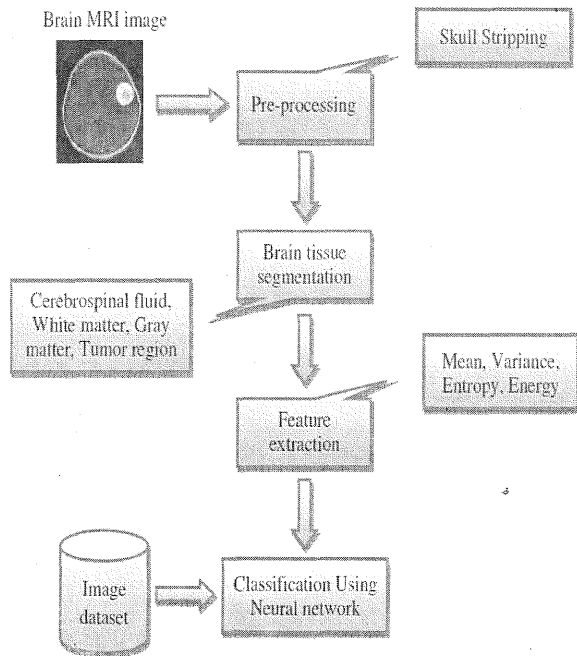 Brain MRI image
Skull Stripping
Pre-processing
Brain tissue
segmentation
Cerebrospinal fluid,
White matter, Gray
matter, Tumor region
Mean, Variance,
Entropy, Energy
Feature
extraction
Image
dataset
Classification Using
Neural network